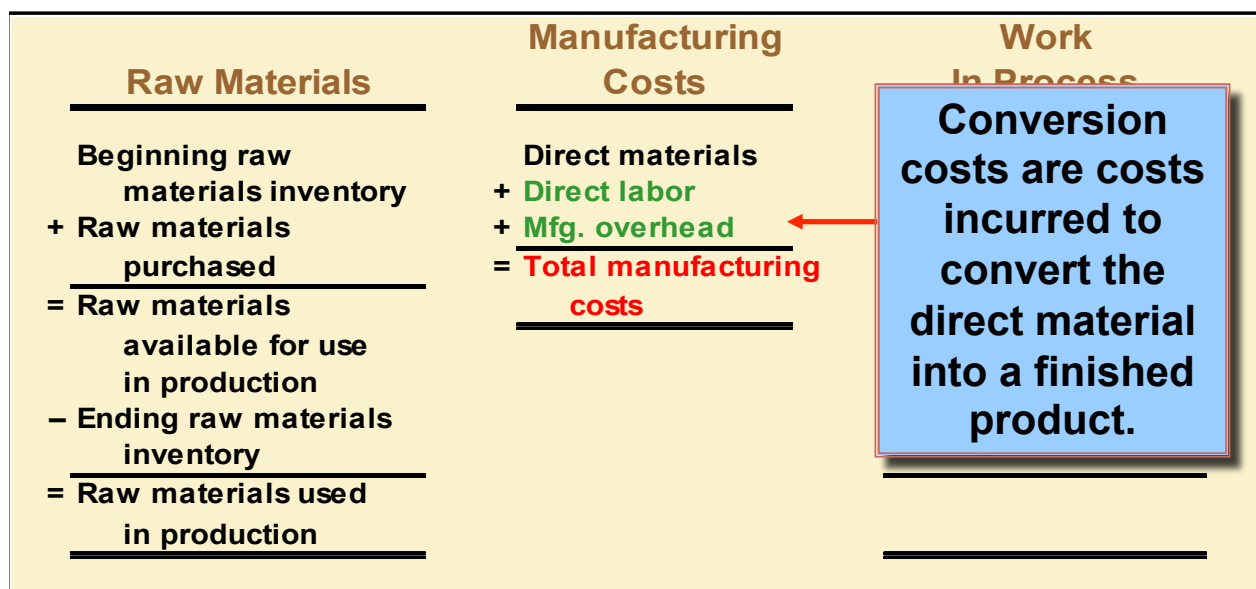 Raw Materials
Beginning raw
materials inventory
+ Raw materials
purchased
= Raw materials
available for use
in production
– Ending raw materials
inventory
= Raw materials used
in production
Manufacturing
Costs
Direct materials
+ Direct labor
+ Mfg. overhead
= Total manufacturing
costs
Work
In Process
Conversion
costs are costs
incurred to
convert the
direct material
into a finished
product.